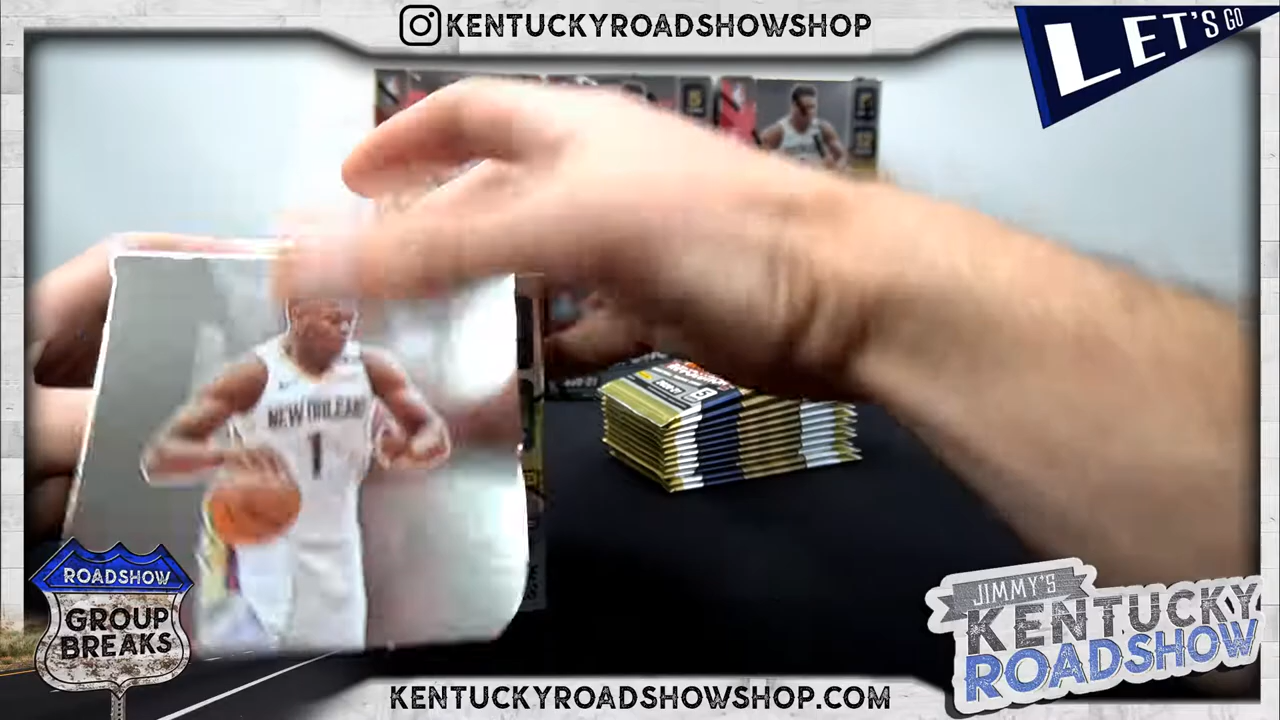 KENTUCKYROADSHOWSHOP
LET'S GO
NEW ORLEANS
1
ROADSHOW
GROUP
BREAKS
JIMMY'S
KENTUCKY
ROADSHOW
KENTUCKYROADSHOWSHOP.COM